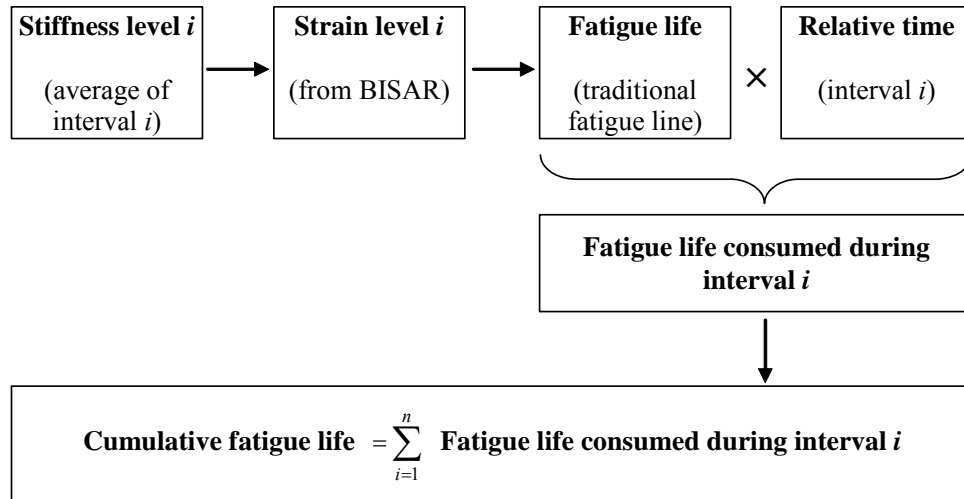 Stiffness level i
(average of
interval i)
Strain level i
(from BISAR)
Fatigue life
(traditional
fatigue line)
×
Relative time
(interval i)
Fatigue life consumed during
interval i
Cumulative fatigue life = ∑ i=1 n Fatigue life consumed during interval i